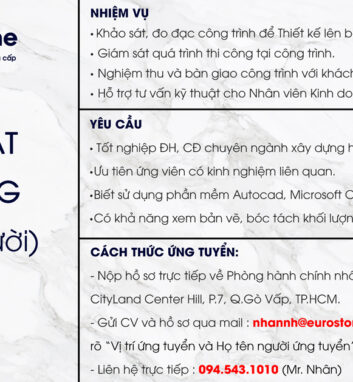 ne
cấp
NHIỆM VỤ
• Khảo sát, đo đạc công trình để Thiết kế lên b
• Giám sát quá trình thi công tại công trình.
• Nghiệm thu và bàn giao công trình với khách
• Hỗ trợ tư vấn kỹ thuật cho Nhân viên Kinh do
ÁT
G
ười)
YÊU CẦU
• Tốt nghiệp ĐH, CĐ chuyên ngành xây dựng h
•Ưu tiên ứng viên có kinh nghiệm liên quan.
•Biết sử dụng phần mềm Autocad, Microsoft O
•Có khả năng xem bản vẽ, bóc tách khối lượn
CÁCH THỨC ỨNG TUYỂN:
- Nộp hồ sơ trực tiếp về Phòng hành chính nhâ
CityLand Center Hill, P.7, Q.Gò Vấp, TP.HCM.
- Gửi CV và hồ sơ qua mail : nhannh@eurosto
rõ “Vị trí ứng tuyển và Họ tên người ứng tuyển”
- Liên hệ trực tiếp : 094.543.1010 (Mr. Nhân)